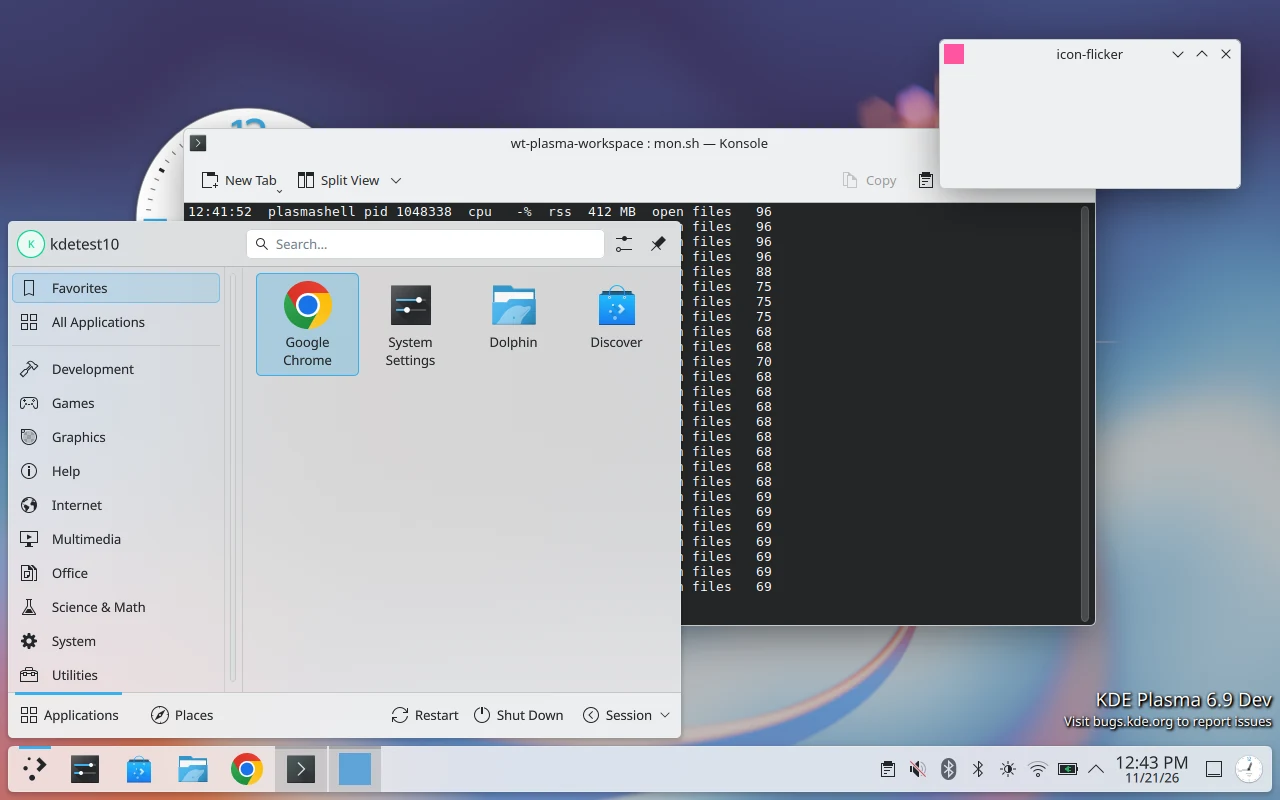 icon-flicker
12
wt-plasma-workspace : mon.sh — Konsole
New Tab
Split View
Copy
12:41:52  plasmashell pid 1048338  cpu   -%  rss  412 MB  open files   96
files   96
files   96
files   96
files   88
files   75
files   75
files   75
files   68
files   68
files   70
files   68
files   68
files   68
files   68
files   68
files   68
files   68
files   68
files   69
files   69
files   69
files   69
files   69
files   69
files   69
K
kdetest10
Search...
Favorites
All Applications
Development
Games
Graphics
Help
Internet
Multimedia
Office
Science & Math
System
Utilities
Google
Chrome
System
Settings
Dolphin
Discover
Applications
Places
Restart
Shut Down
Session
KDE Plasma 6.9 Dev
Visit bugs.kde.org to report issues
12:43 PM
11/21/26